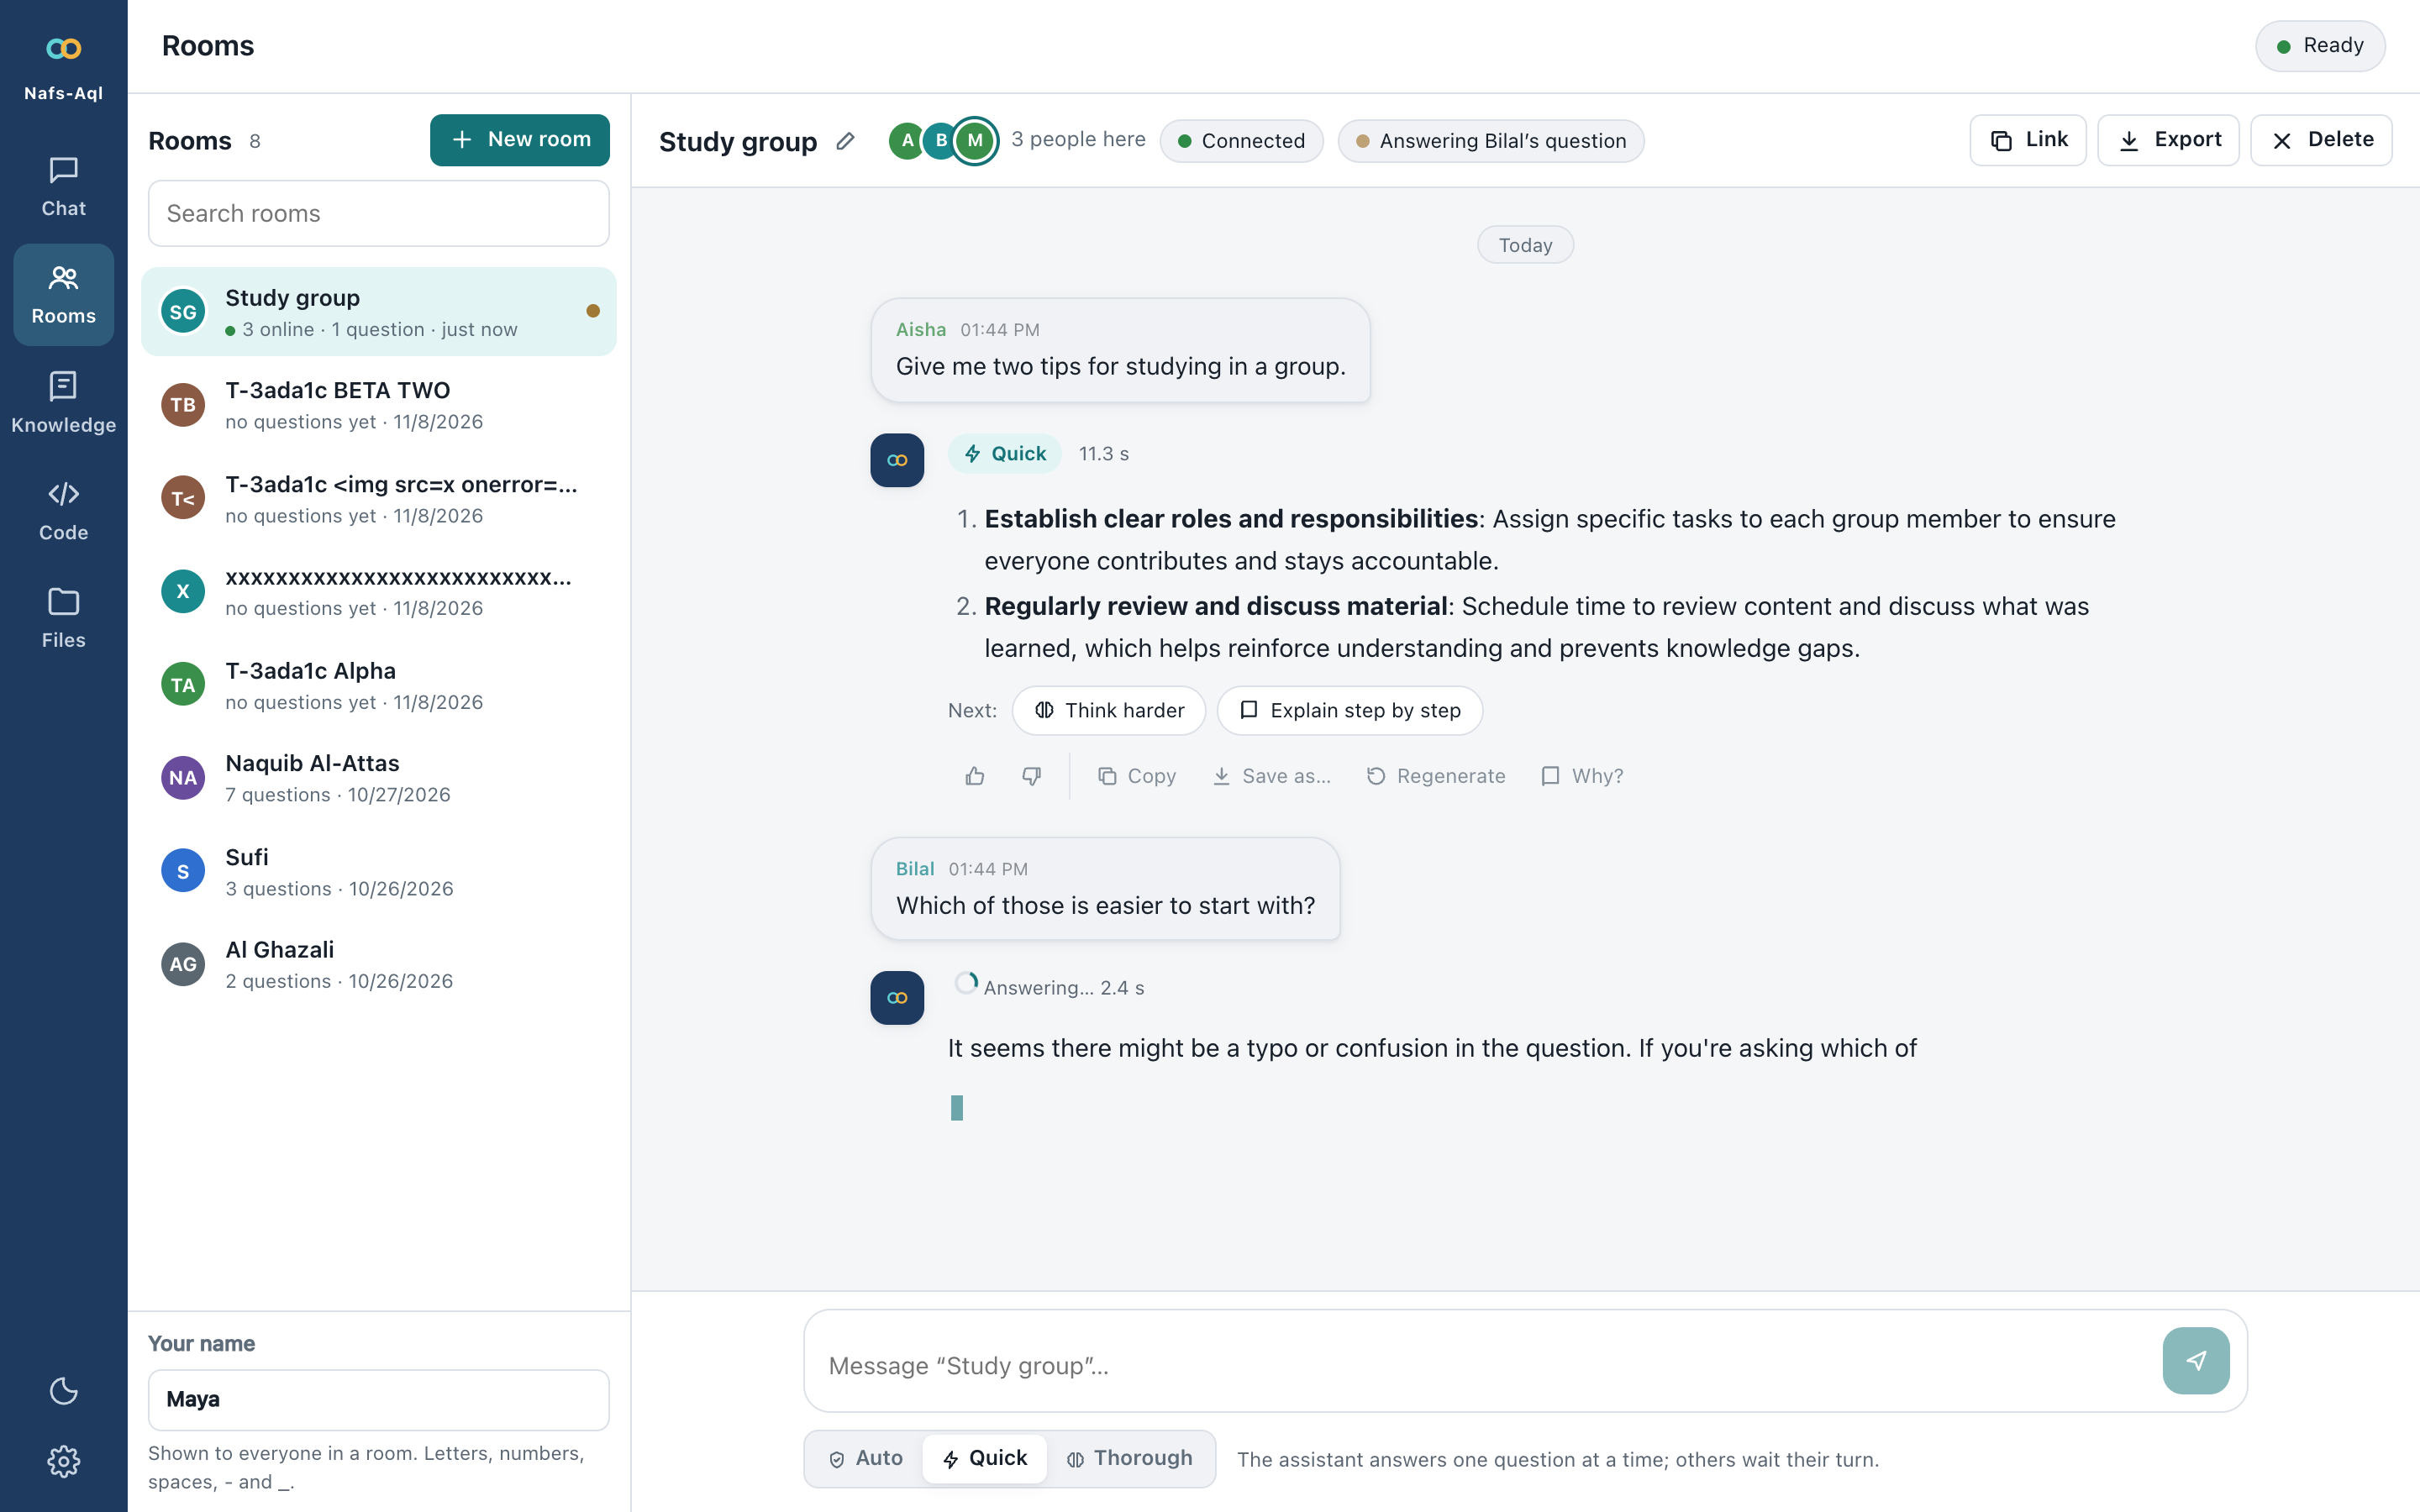 Nafs-Aql
Chat
Rooms
Knowledge
Code
Files
Rooms
Ready
Rooms 8
New room
Search rooms
SG
Study group
3 online · 1 question · just now
TB
T-3ada1c BETA TWO
no questions yet · 11/8/2026
T<
T-3ada1c <img src=x onerror=...
no questions yet · 11/8/2026
X
xxxxxxxxxxxxxxxxxxxxxxxxxx...
no questions yet · 11/8/2026
TA
T-3ada1c Alpha
no questions yet · 11/8/2026
NA
Naquib Al-Attas
7 questions · 10/27/2026
S
Sufi
3 questions · 10/26/2026
AG
Al Ghazali
2 questions · 10/26/2026
Your name
Maya
Shown to everyone in a room. Letters, numbers,
spaces, - and _.
Study group
A B M 3 people here
Connected
Answering Bilal’s question
Link
Export
Delete
Today
Aisha 01:44 PM
Give me two tips for studying in a group.
Quick 11.3 s
1. Establish clear roles and responsibilities: Assign specific tasks to each group member to ensure
everyone contributes and stays accountable.
2. Regularly review and discuss material: Schedule time to review content and discuss what was
learned, which helps reinforce understanding and prevents knowledge gaps.
Next: Think harder Explain step by step
Copy Save as... Regenerate Why?
Bilal 01:44 PM
Which of those is easier to start with?
Answering... 2.4 s
It seems there might be a typo or confusion in the question. If you're asking which of
Message “Study group”...
Auto Quick Thorough
The assistant answers one question at a time; others wait their turn.